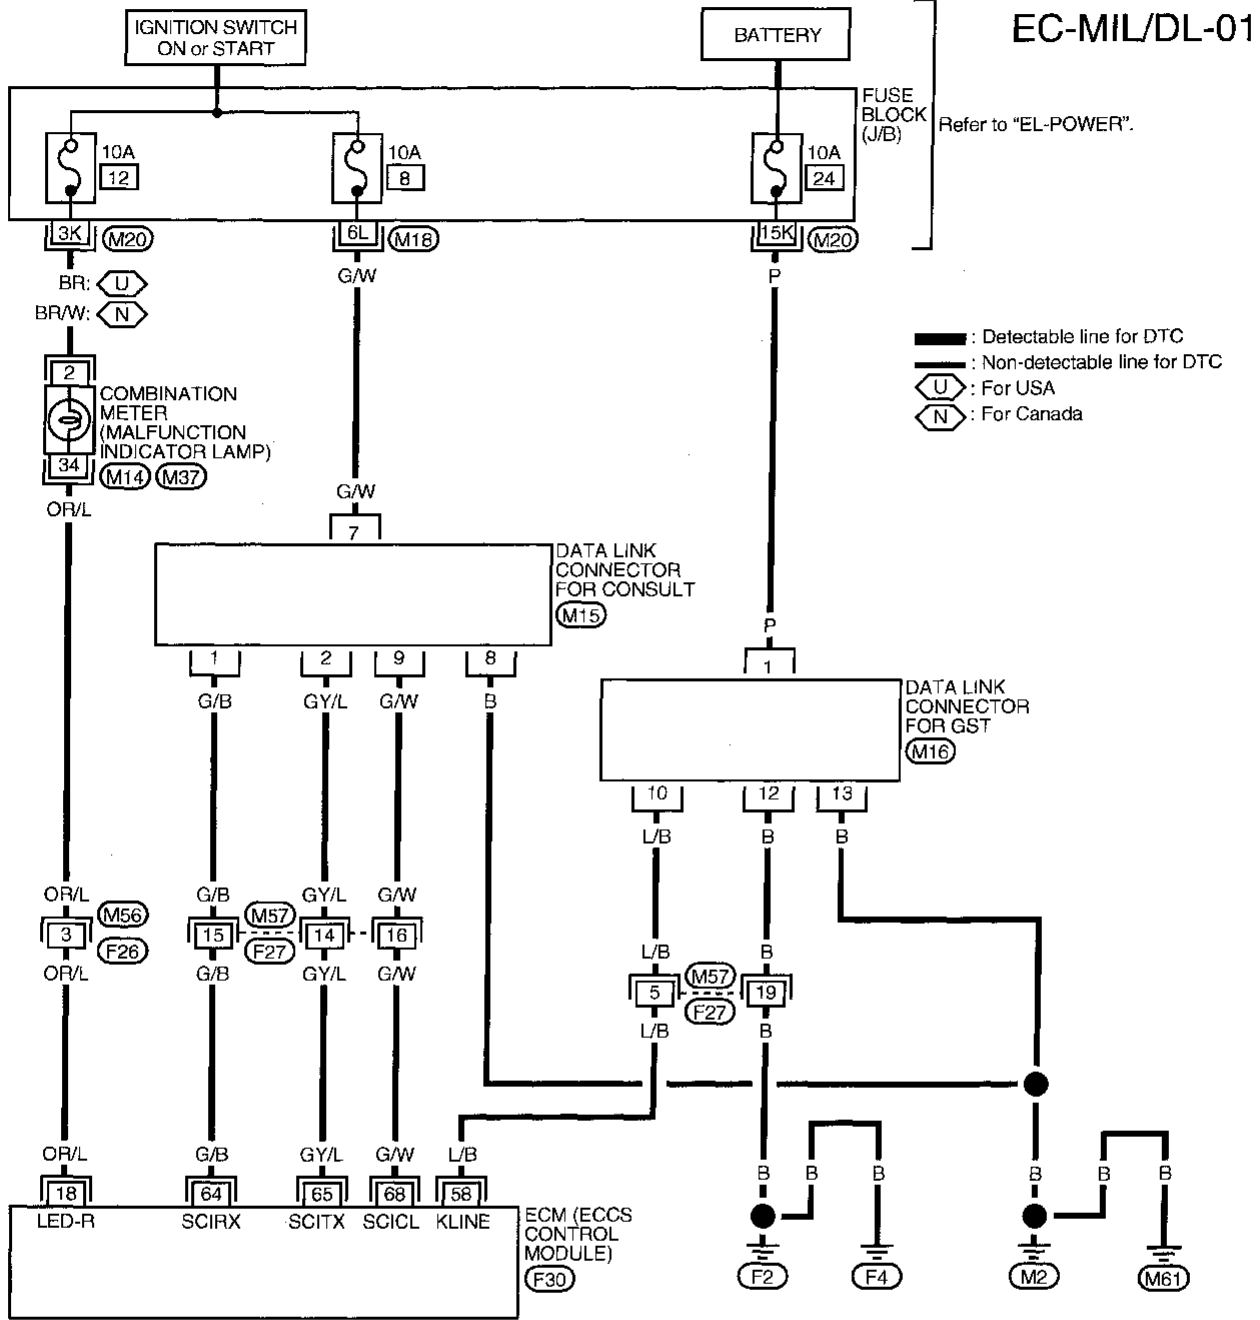 EC-MIL/DL-01
IGNITION SWITCH
ON or START
BATTERY
FUSE
BLOCK
(J/B)
Refer to "EL-POWER".
10A
12
10A
8
10A
24
3K
M20
6L
M18
15K
M20
BR: U
BR/W: N
G/W
P
: Detectable line for DTC
: Non-detectable line for DTC
U : For USA
N : For Canada
2
COMBINATION
METER
(MALFUNCTION
INDICATOR LAMP)
34
M14 M37
OR/L
G/W
7
DATA LINK
CONNECTOR
FOR CONSULT
M15
P
1
1 2 9 8
G/B GY/L G/W B
DATA LINK
CONNECTOR
FOR GST
M16
10 12 13
L/B B B
OR/L G/B GY/L G/W
M56 M57
3 15 14 16
F26 F27
OR/L G/B GY/L G/W
L/B B
M57
5 19
F27
L/B B
OR/L G/B GY/L G/W L/B
B B B B B B
18 64 65 68 58
LED-R SCIRX SCITX SCICL KLINE
ECM (ECCS
CONTROL
MODULE)
F30
F2 F4 M2 M61